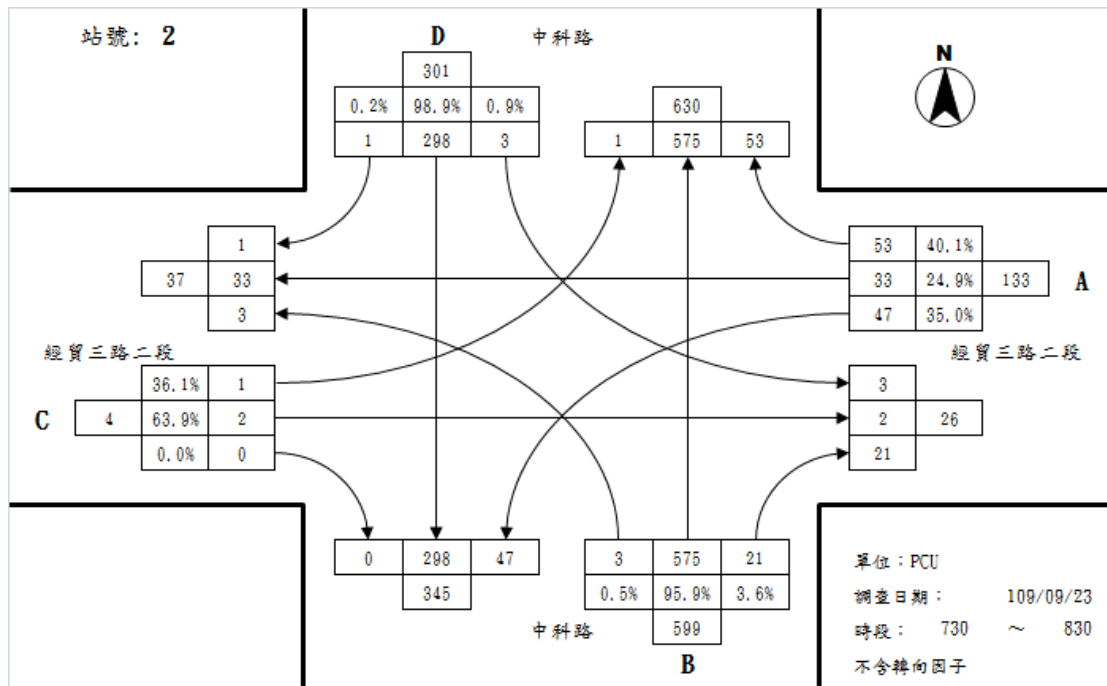 站號: 2
D
中科路
N
301
0.2% 98.9% 0.9%
1 298 3
630
1 575 53
1
37 33
3
53 40.1%
33 24.9% 133
47 35.0%
A
經貿三路二段
經貿三路二段
C
36.1% 1
4 63.9% 2
0.0% 0
3
2 26
21
0 298 47
345
3 575 21
0.5% 95.9% 3.6%
599
中科路
B
單位：PCU
調查日期： 109/09/23
時段： 730 ～ 830
不含轉向因子